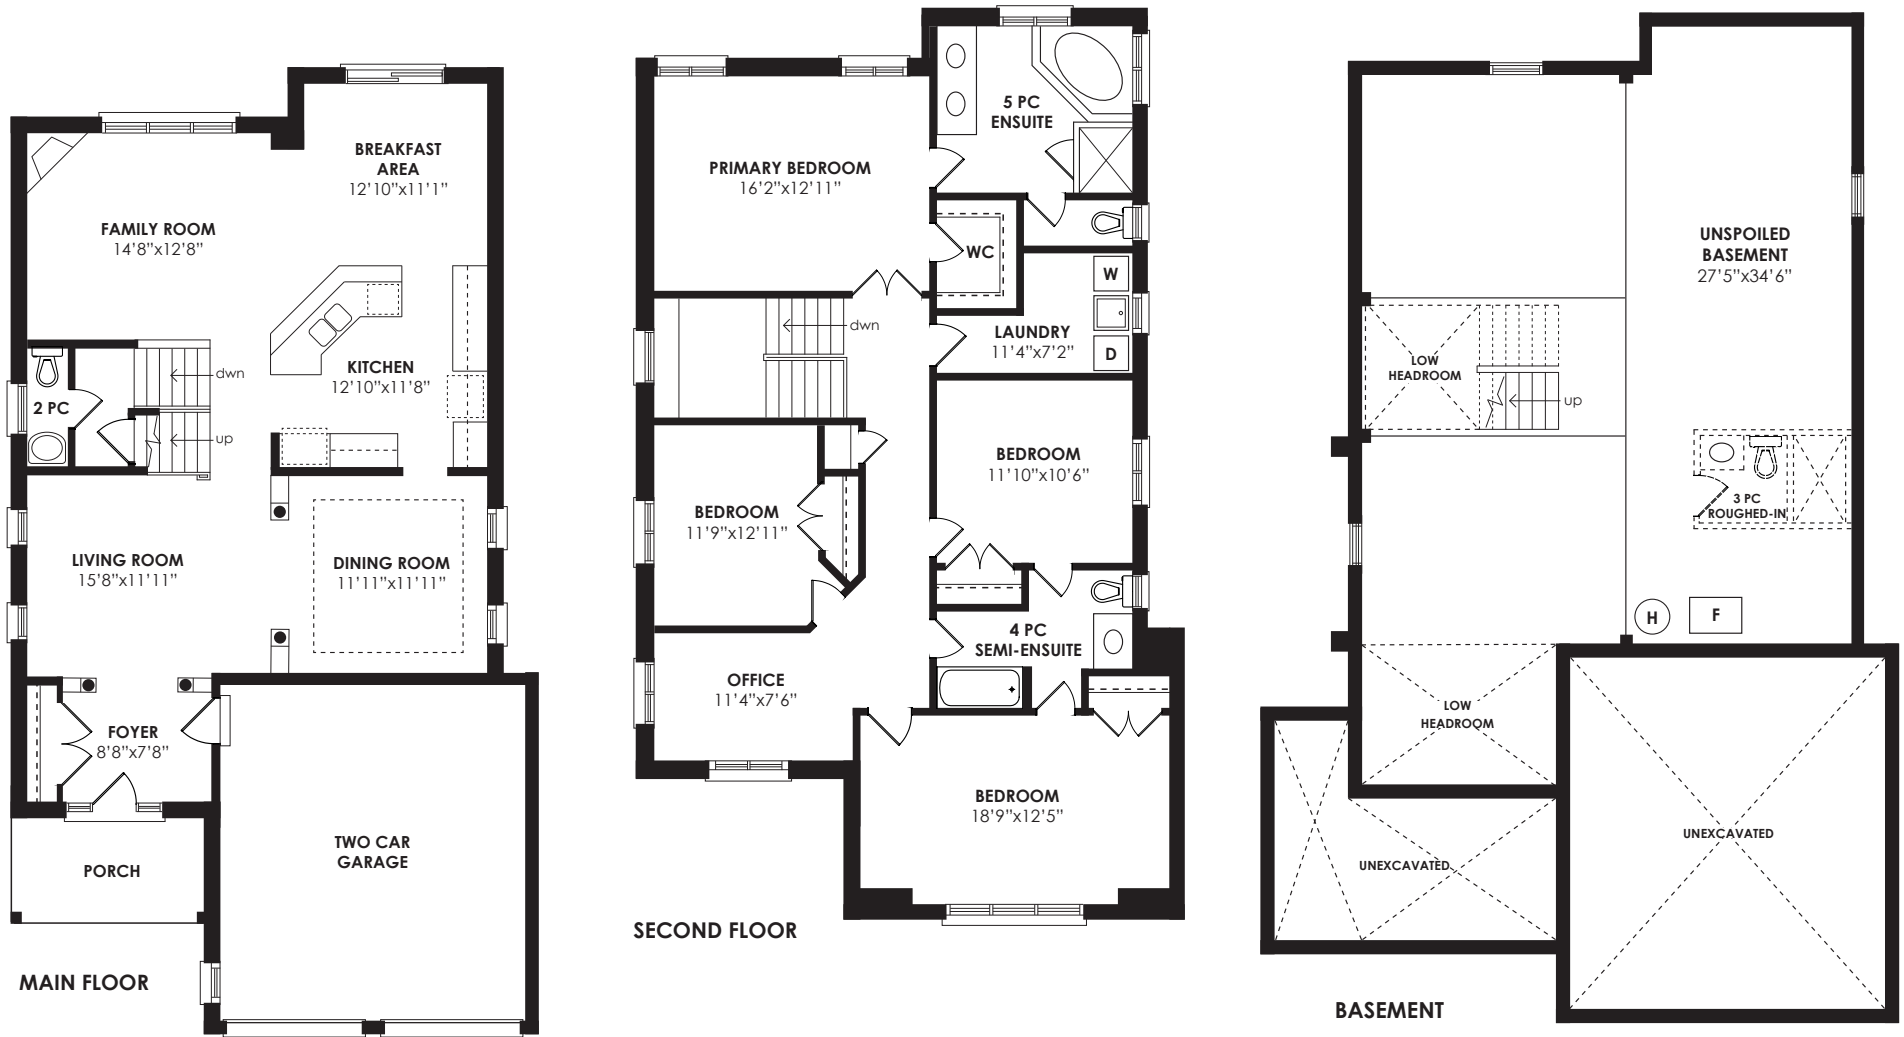 BREAKFAST
AREA
12'10"x11'1"
FAMILY ROOM
14'8"x12'8"
KITCHEN
12'10"x11'8"
dwn
2 PC
up
LIVING ROOM
15'8"x11'11"
DINING ROOM
11'11"x11'11"
FOYER
8'8"x7'8"
TWO CAR
GARAGE
PORCH
MAIN FLOOR
5 PC
ENSUITE
PRIMARY BEDROOM
16'2"x12'11"
WC
W
dwn
LAUNDRY
11'4"x7'2"
D
BEDROOM
11'10"x10'6"
BEDROOM
11'9"x12'11"
4 PC
SEMI-ENSUITE
OFFICE
11'4"x7'6"
BEDROOM
18'9"x12'5"
SECOND FLOOR
UNSPOILED
BASEMENT
27'5"x34'6"
LOW
HEADROOM
up
3 PC
ROUGHED-IN
H
F
LOW
HEADROOM
UNEXCAVATED
UNEXCAVATED
BASEMENT